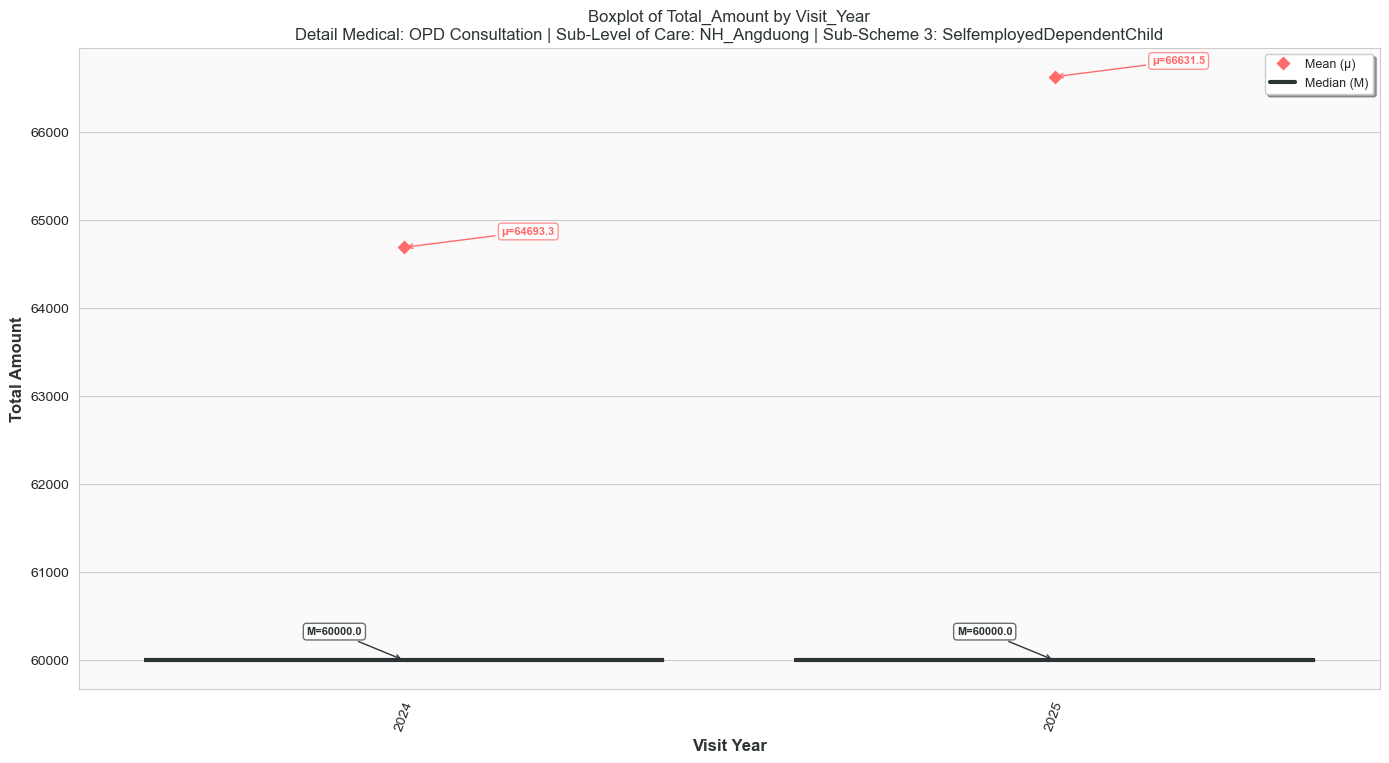 Boxplot of Total_Amount by Visit_Year
Detail Medical: OPD Consultation | Sub-Level of Care: NH_Angduong | Sub-Scheme 3: SelfemployedDependentChild
μ=66631.5
Mean (μ)
Median (M)
66000
65000
μ=64693.3
64000
63000
Total Amount
62000
61000
M=60000.0
M=60000.0
60000
2024
2025
Visit Year